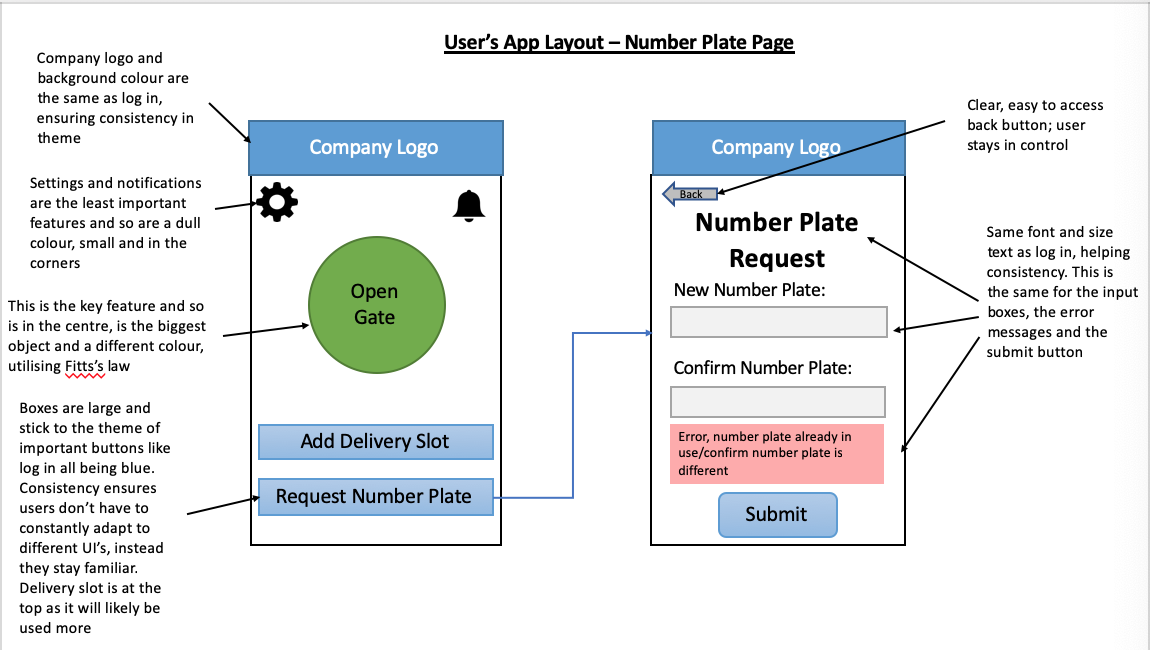 User's App Layout – Number Plate Page
Company logo and
background colour are
the same as log in,
ensuring consistency in
theme
Settings and notifications
are the least important
features and so are a dull
colour, small and in the
corners
This is the key feature and so
is in the centre, is the biggest
object and a different colour,
utilising Fitts's law
Boxes are large and
stick to the theme of
important buttons like
log in all being blue.
Consistency ensures
users don't have to
constantly adapt to
different UI's, instead
they stay familiar.
Delivery slot is at the
top as it will likely be
used more
Company Logo
Open
Gate
Add Delivery Slot
Request Number Plate
Company Logo
Back
Number Plate
Request
New Number Plate:
Confirm Number Plate:
Error, number plate already in
use/confirm number plate is
different
Submit
Clear, easy to access
back button; user
stays in control
Same font and size
text as log in, helping
consistency. This is
the same for the input
boxes, the error
messages and the
submit button